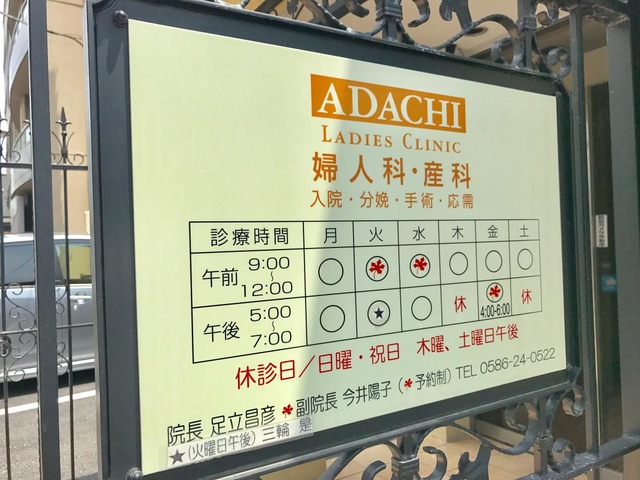 ADACHI
LADIES CLINIC
婦人科・産科
入院・分娩・手術・応需
診療時間 月 火 水 木 金 土
午前 9:00〜12:00 ○ ○ ○ ○ ○ ○
午後 5:00〜7:00 ○ ★ ○ 休 4:00-6:00 休
休診日/日曜・祝日 木曜、土曜日午後
院長 足立昌彦 副院長 今井陽子(予約制) TEL 0586-24-0522
★(火曜日午後) 三輪 是